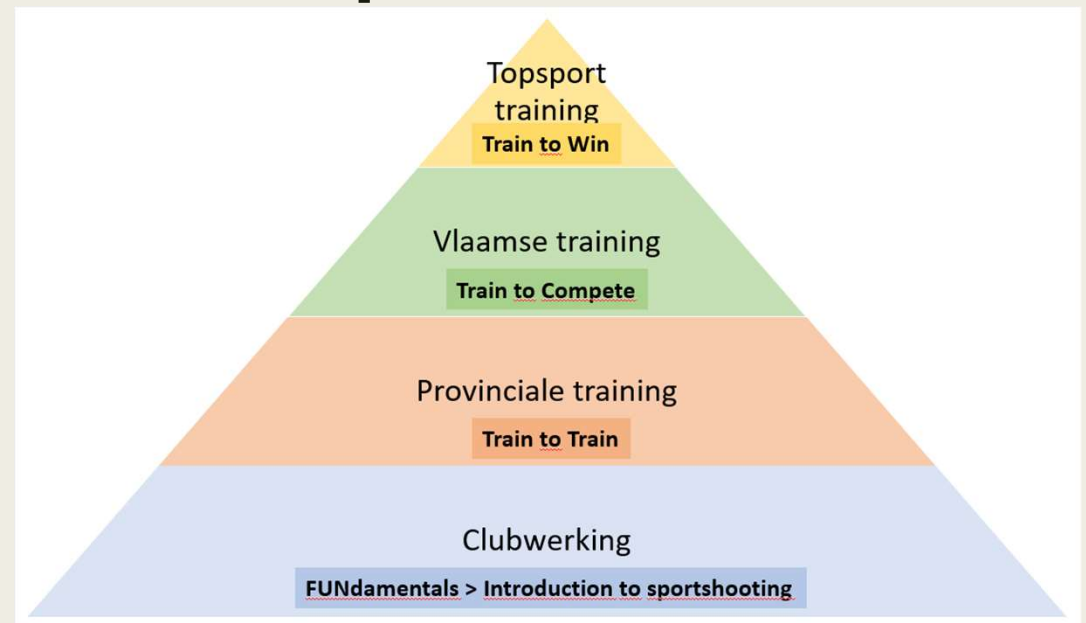 Topsport
training
Train to Win
Vlaamse training
Train to Compete
Provinciale training
Train to Train
Clubwerking
FUNdamentals > Introduction to sportshooting